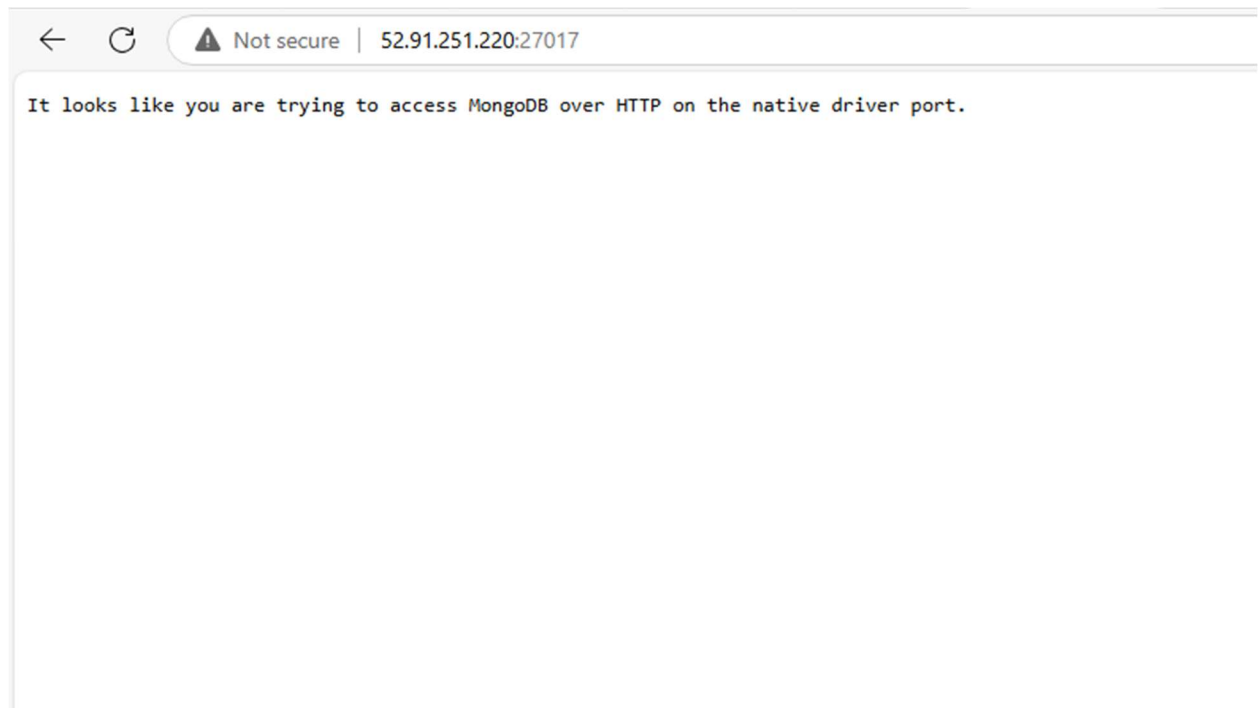 Not secure 52.91.251.220:27017
It looks like you are trying to access MongoDB over HTTP on the native driver port.